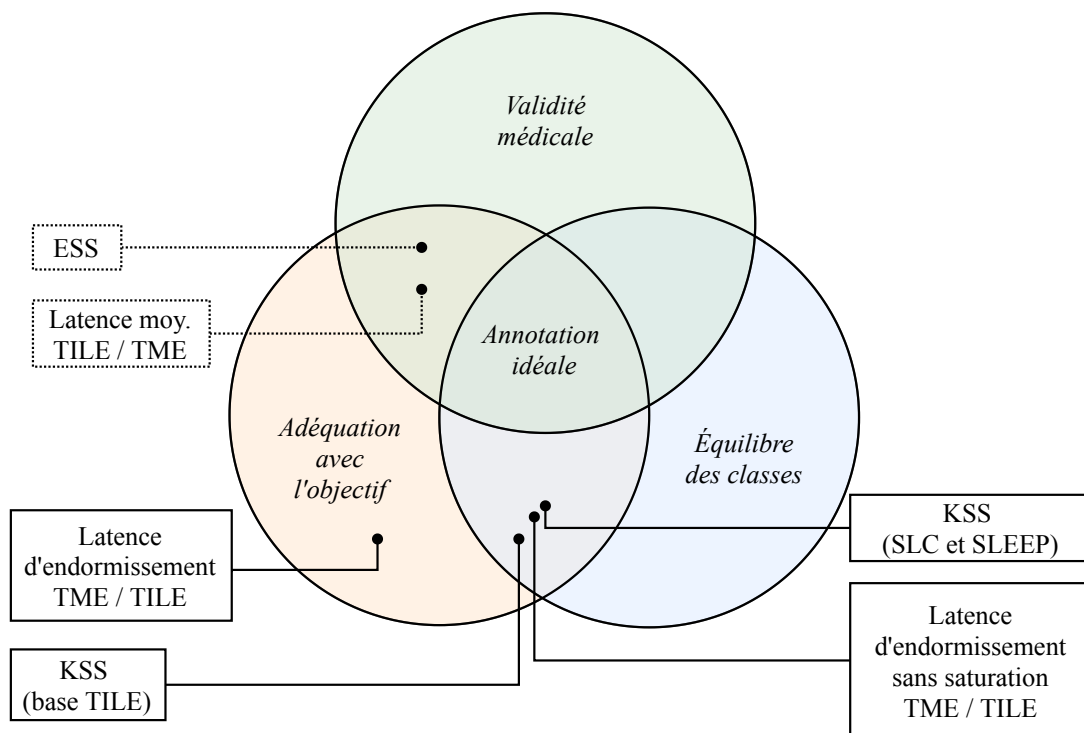 Validité
médicale
ESS
Latence moy.
TILE / TME
Annotation
idéale
Adéquation
avec
l'objectif
Équilibre
des classes
Latence
d'endormissement
TME / TILE
KSS
(SLC et SLEEP)
KSS
(base TILE)
Latence
d'endormissement
sans saturation
TME / TILE